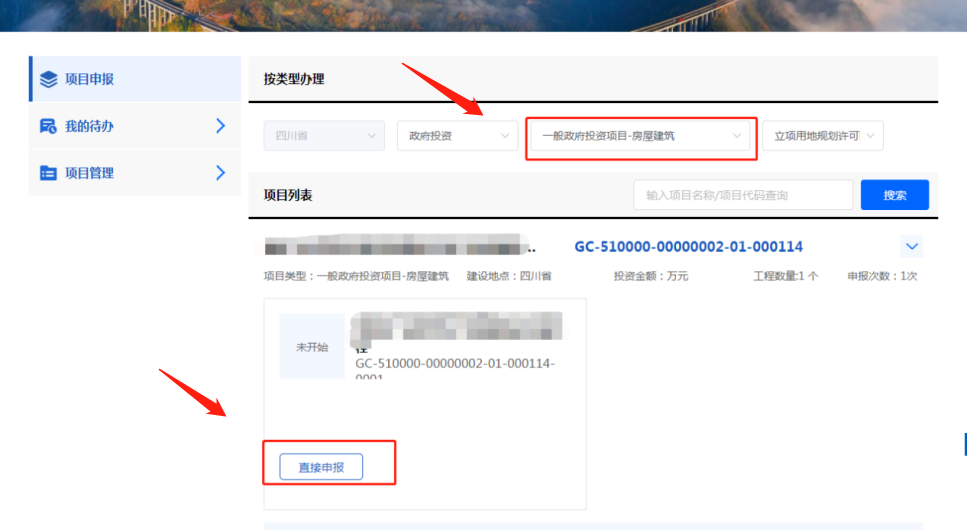 项目申报
我的待办
项目管理
按类型办理
四川省 政府投资 一般政府投资项目-房屋建筑 立项用地规划许可
项目列表 输入项目名称/项目代码查询 搜索
.. GC-510000-00000002-01-000114
项目类型：一般政府投资项目-房屋建筑 建设地点：四川省 投资金额：万元 工程数量:1 个 申报次数：1次
未开始
GC-510000-00000002-01-000114-
0001
直接申报